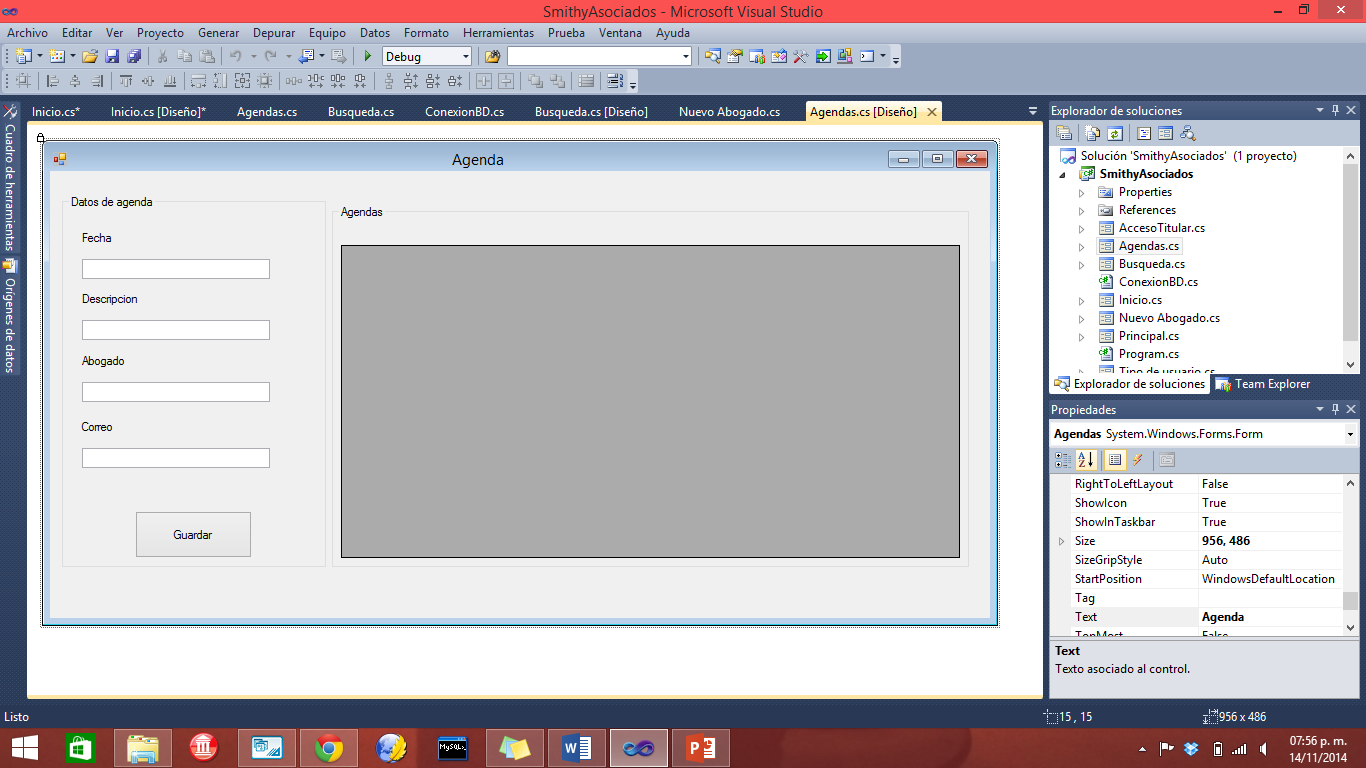 SmithyAsociados - Microsoft Visual Studio
Archivo Editar Ver Proyecto Generar Depurar Equipo Datos Formato Herramientas Prueba Ventana Ayuda
Debug
Inicio.cs* Inicio.cs [Diseño]* Agendas.cs Busqueda.cs ConexionBD.cs Busqueda.cs [Diseño] Nuevo Abogado.cs Agendas.cs [Diseño]
Cuadro de herramientas
Orígenes de datos
Agenda
Datos de agenda
Fecha
Descripcion
Abogado
Correo
Guardar
Agendas
Explorador de soluciones
Solución 'SmithyAsociados' (1 proyecto)
SmithyAsociados
Properties
References
AccesoTitular.cs
Agendas.cs
Busqueda.cs
ConexionBD.cs
Inicio.cs
Nuevo Abogado.cs
Principal.cs
Program.cs
Tipo de usuario.cs
Explorador de soluciones Team Explorer
Propiedades
Agendas System.Windows.Forms.Form
RightToLeftLayout False
ShowIcon True
ShowInTaskbar True
Size 956, 486
SizeGripStyle Auto
StartPosition WindowsDefaultLocation
Tag
Text Agenda
TopMost False
Text
Texto asociado al control.
Listo
15 , 15
956 x 486
MySQL
07:56 p. m.
14/11/2014